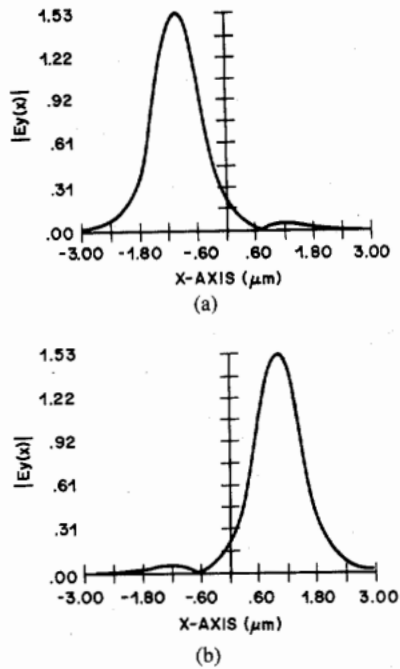 1.53
1.22
.92
.61
.31
.00
|Ey(x)|
-3.00 -1.80 -.60 .60 1.80 3.00
X-AXIS (μm)
(a)
1.53
1.22
.92
.61
.31
.00
|Ey(x)|
-3.00 -1.80 -.60 .60 1.80 3.00
X-AXIS (μm)
(b)